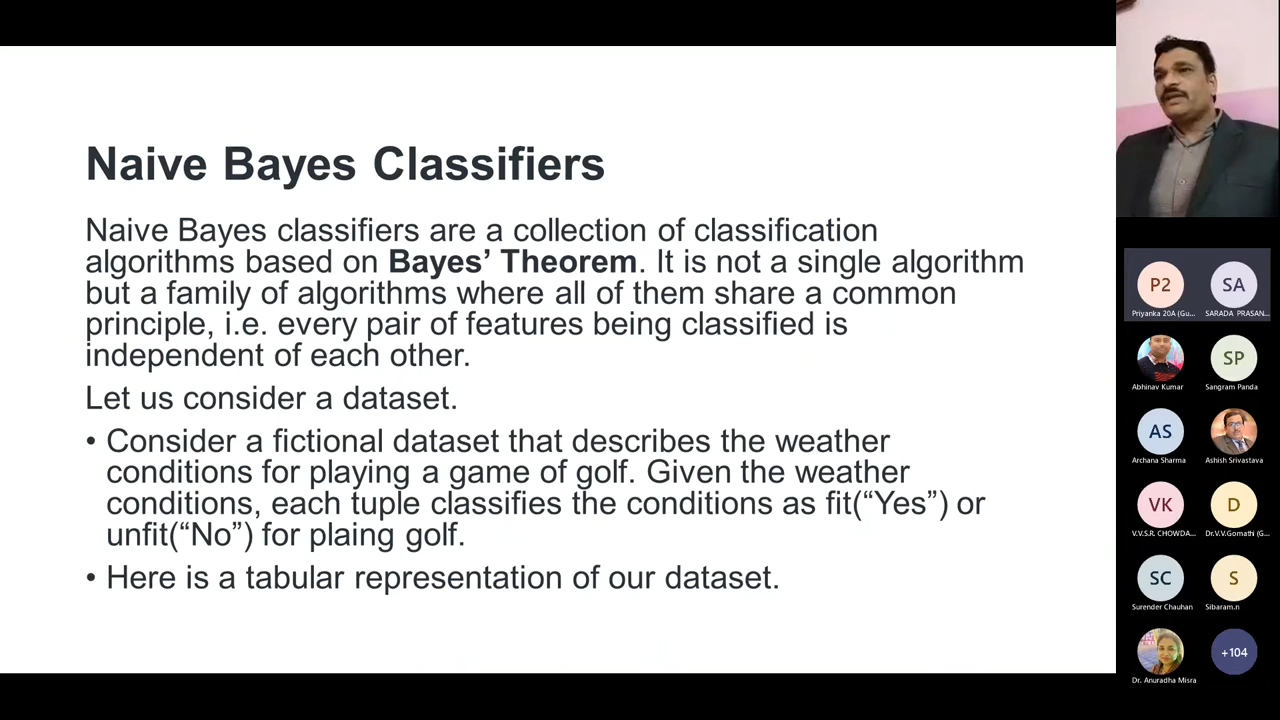 Naive Bayes Classifiers
Naive Bayes classifiers are a collection of classification
algorithms based on Bayes’ Theorem. It is not a single algorithm
but a family of algorithms where all of them share a common
principle, i.e. every pair of features being classified is
independent of each other.
Let us consider a dataset.
• Consider a fictional dataset that describes the weather
conditions for playing a game of golf. Given the weather
conditions, each tuple classifies the conditions as fit(“Yes”) or
unfit(“No”) for plaing golf.
• Here is a tabular representation of our dataset.
P2 SA
Priyanka 20A (Gu... SARADA PRASAN...
SP
Abhinav Kumar Sangram Panda
AS
Archana Sharma Ashish Srivastava
VK D
V.V.S.R. CHOWDA... Dr.V.V.Gomathi (G...
SC S
Surender Chauhan Sibaram.n
+104
Dr. Anuradha Misra